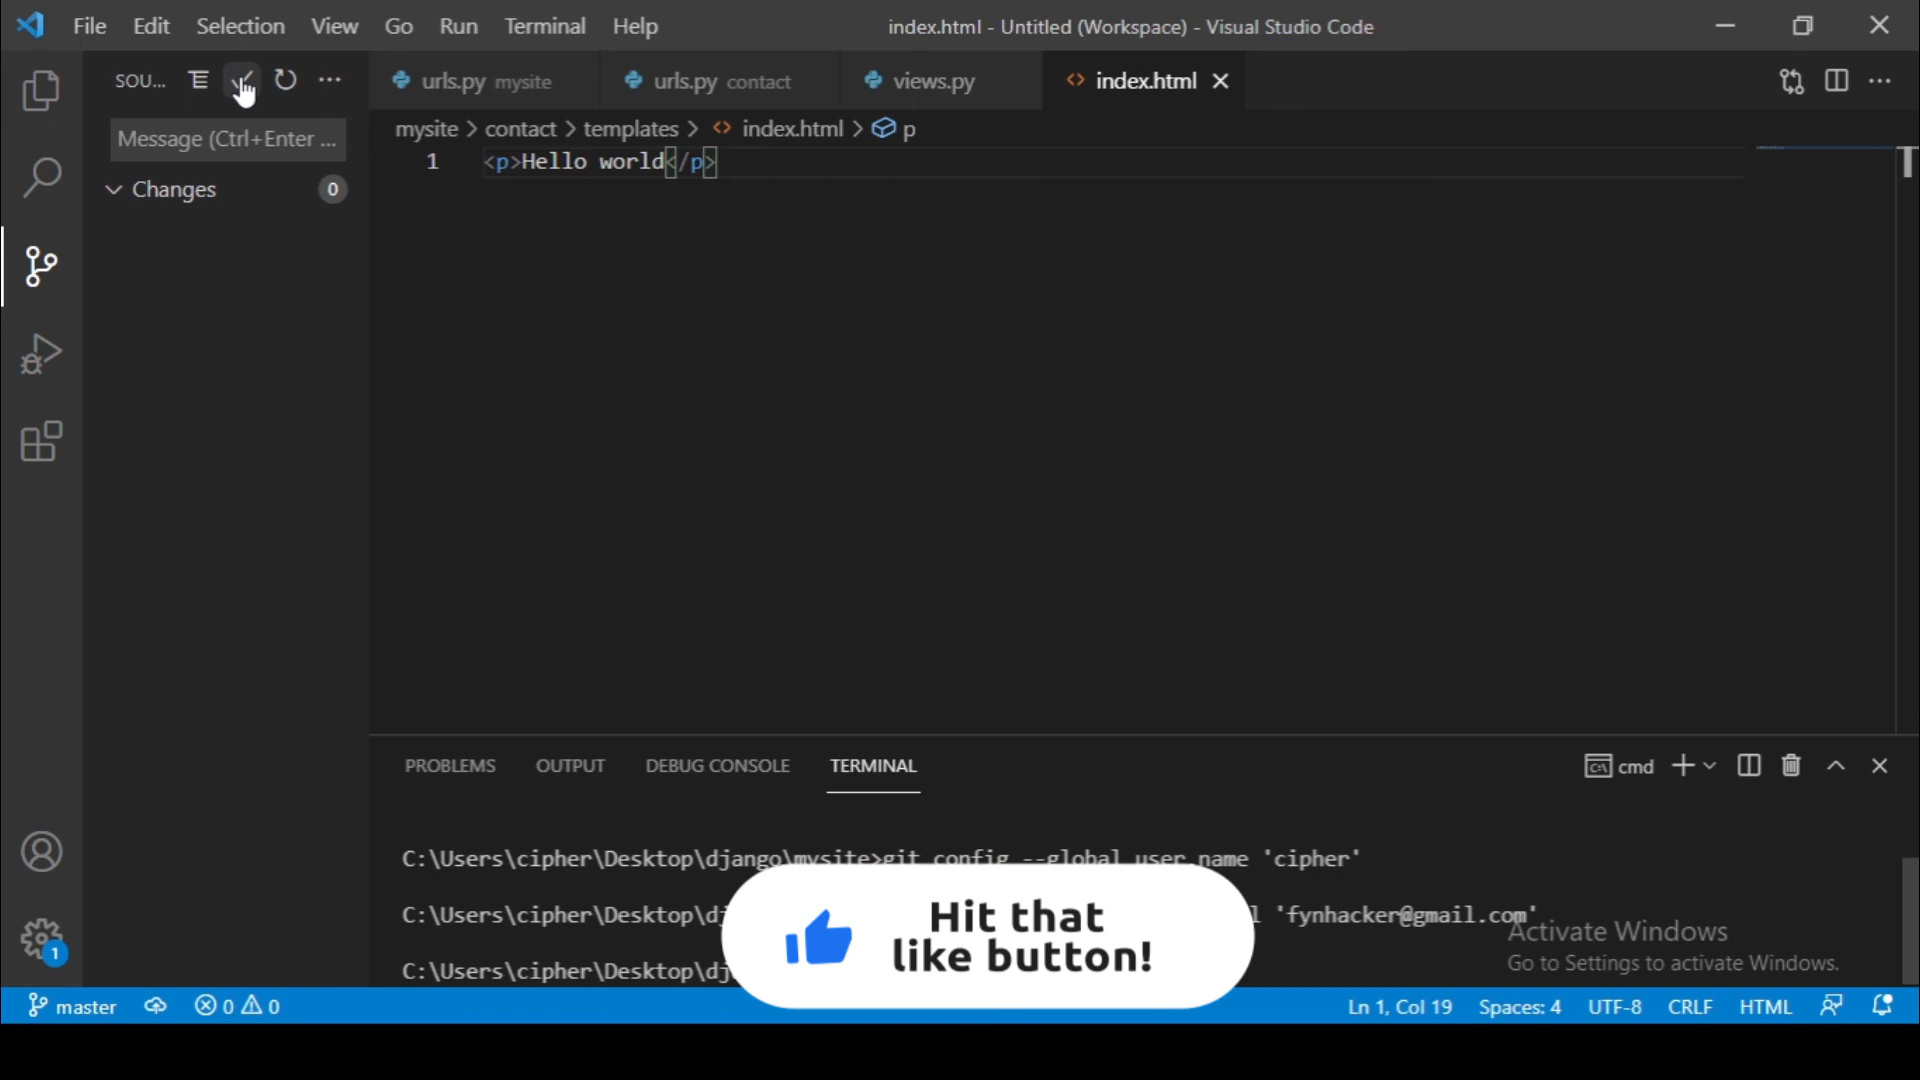 File Edit Selection View Go Run Terminal Help
index.html - Untitled (Workspace) - Visual Studio Code
SOU...
urls.py mysite
urls.py contact
views.py
index.html
Message (Ctrl+Enter ...
mysite > contact > templates > index.html > p
1 <p>Hello world</p>
Changes 0
PROBLEMS OUTPUT DEBUG CONSOLE TERMINAL
cmd
C:\Users\cipher\Desktop\django\mysite>git config --global user name 'cipher'
C:\Users\cipher\Desktop\dj 'fynhacker@gmail.com'
C:\Users\cipher\Desktop\dj
Hit that
like button!
Activate Windows
Go to Settings to activate Windows.
1
master 0 0 Ln 1, Col 19 Spaces: 4 UTF-8 CRLF HTML